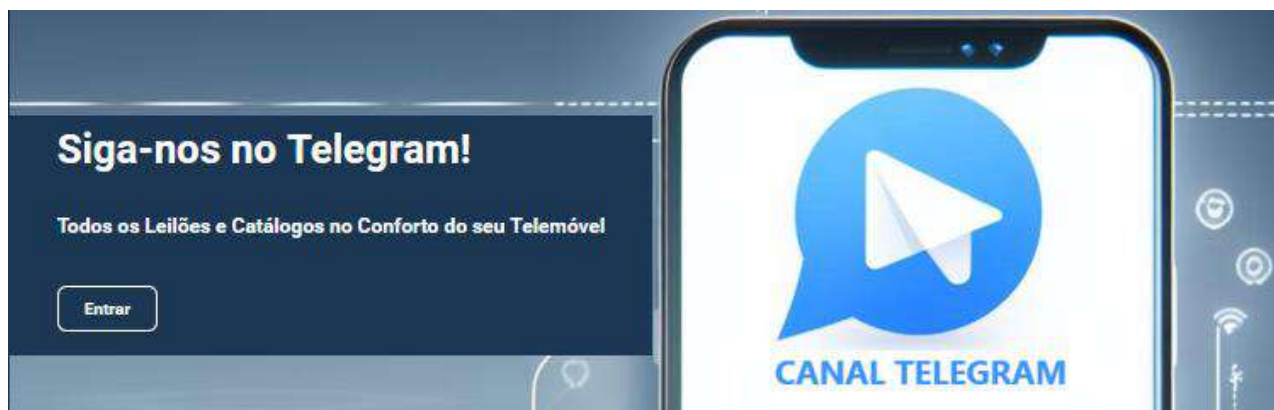 Siga-nos no Telegram!
Todos os Leilões e Catálogos no Conforto do seu Telemóvel
Entrar
CANAL TELEGRAM